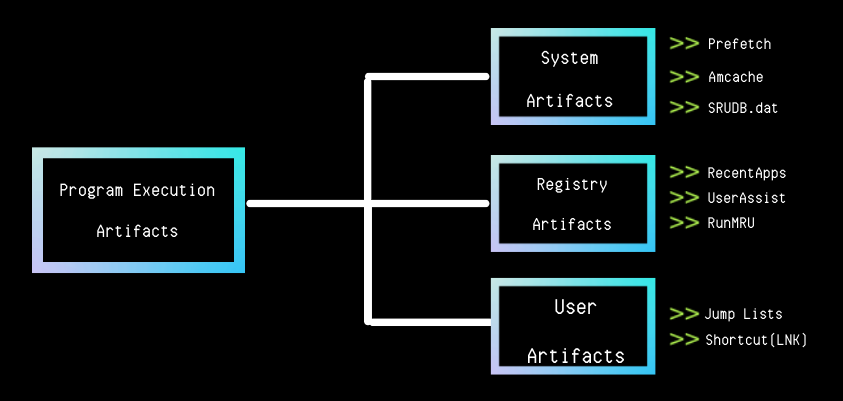 Program Execution
Artifacts
System
Artifacts
>> Prefetch
>> Amcache
>> SRUDB.dat
Registry
Artifacts
>> RecentApps
>> UserAssist
>> RunMRU
User
Artifacts
>> Jump Lists
>> Shortcut(LNK)